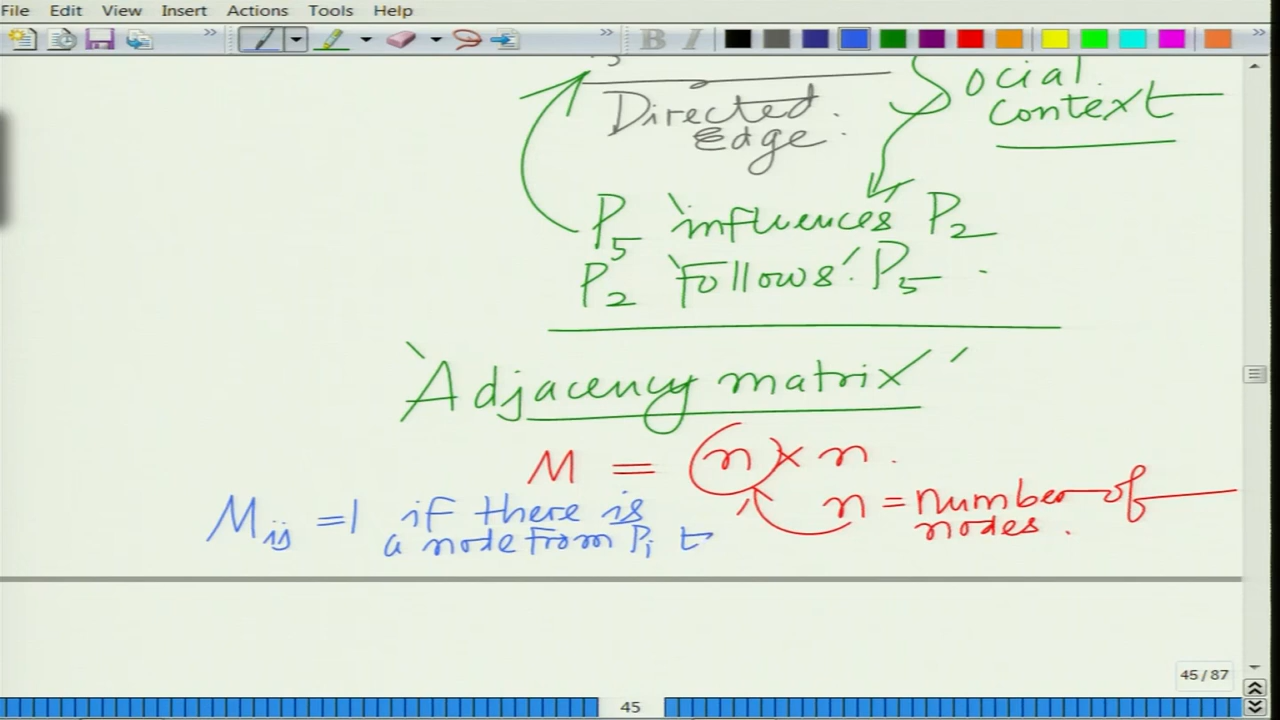 File Edit View Insert Actions Tools Help
B I
Directed
Edge
Social
context
P5 'influences P2
P2 'Follows' P5
'Adjacency matrix'
M = n × n.
n = number of
nodes.
Mij = 1 if there is
a node from Pi t
45 / 87
45